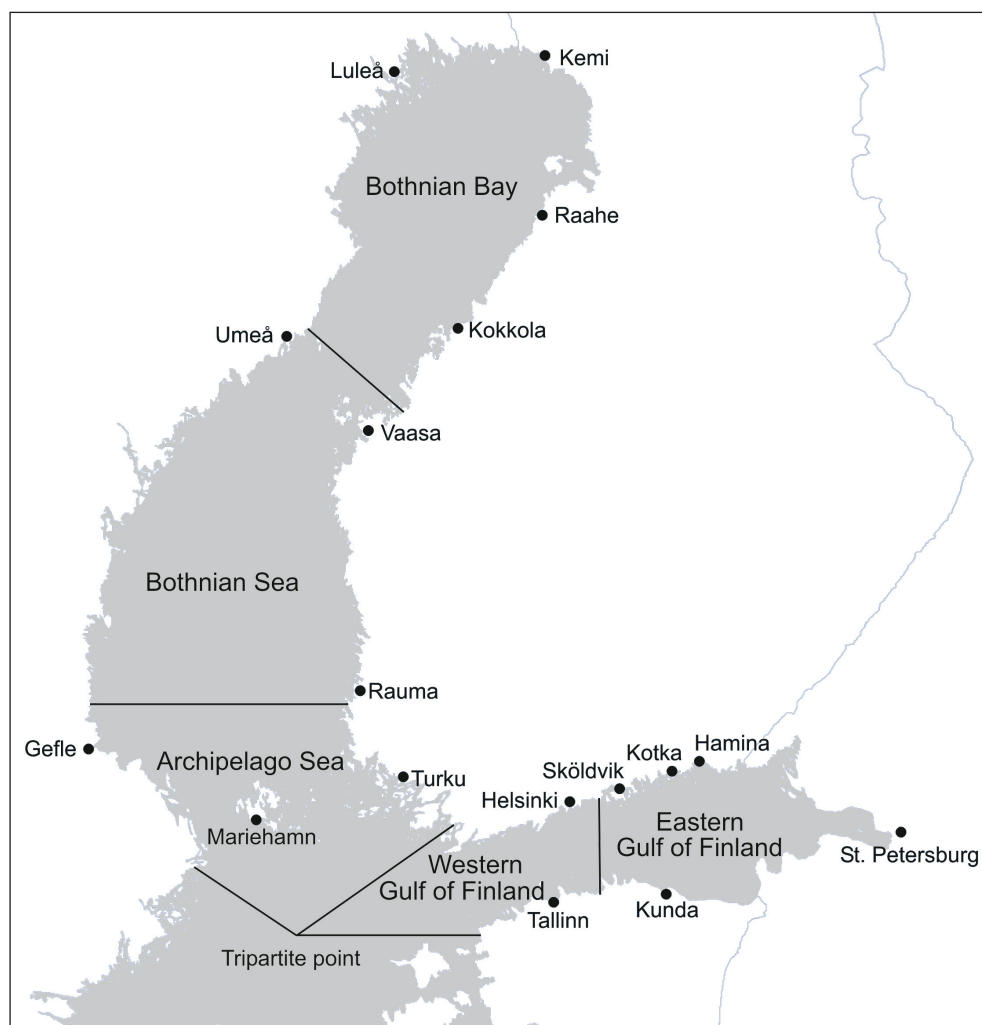 Luleå
Kemi
Bothnian Bay
Raahe
Umeå
Kokkola
Vaasa
Bothnian Sea
Rauma
Gefle
Archipelago Sea
Turku
Mariehamn
Hamina
Kotka
Sköldvik
Helsinki
Eastern
Gulf of Finland
St. Petersburg
Western
Gulf of Finland
Tallinn
Kunda
Tripartite point